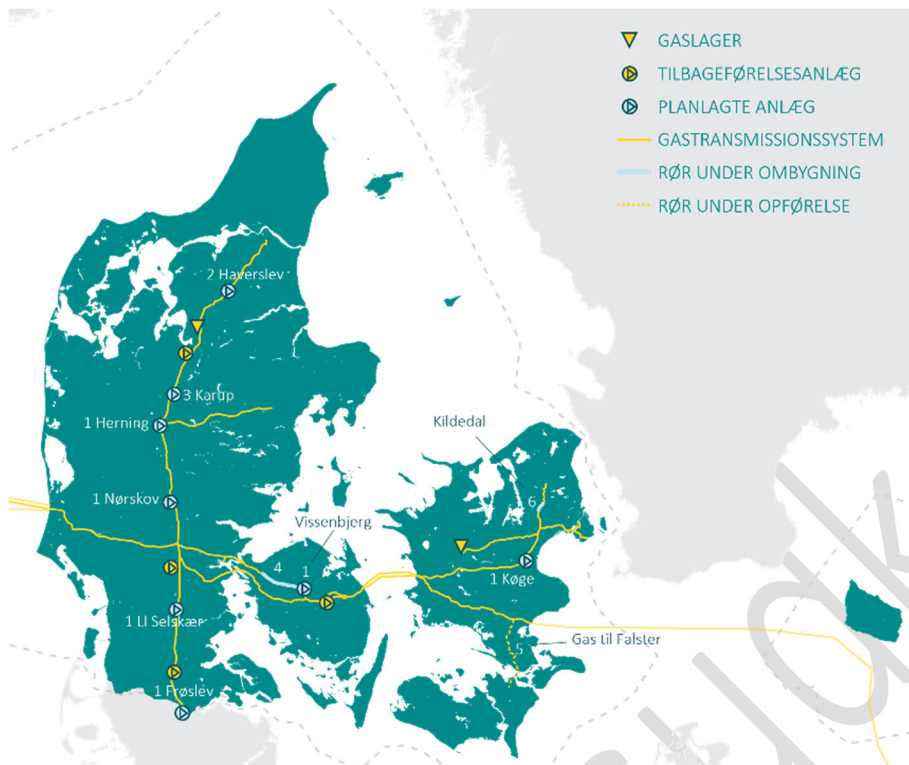 GASLAGER
TILBAGEFØRELSESANLÆG
PLANLAGTE ANLÆG
GASTRANSMISSIONSSYSTEM
RØR UNDER OMBYGNING
RØR UNDER OPFØRELSE
2 Haverslev
3 Karup
1 Herning
Kildedal
1 Nørskov
6
Vissenbjerg
4
1
1 Køge
1 Ll Selskær
Gas til Falster
5
1 Frøslev